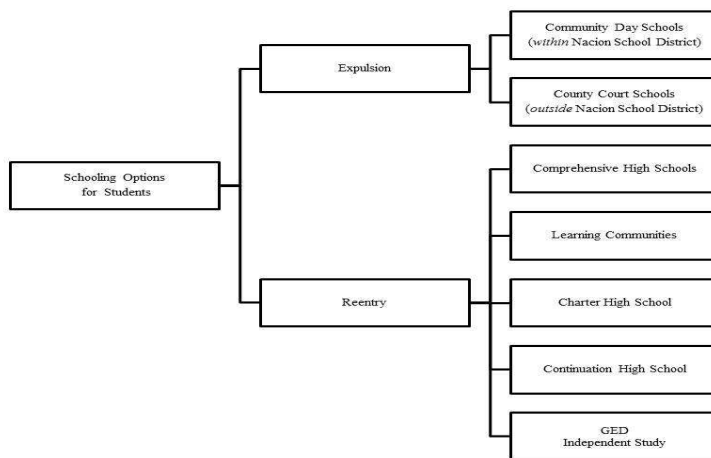 Community Day Schools
(within Nacion School District)
Expulsion
County Court Schools
(outside Nacion School District)
Schooling Options
for Students
Comprehensive High Schools
Learning Communities
Reentry
Charter High School
Continuation High School
GED
Independent Study